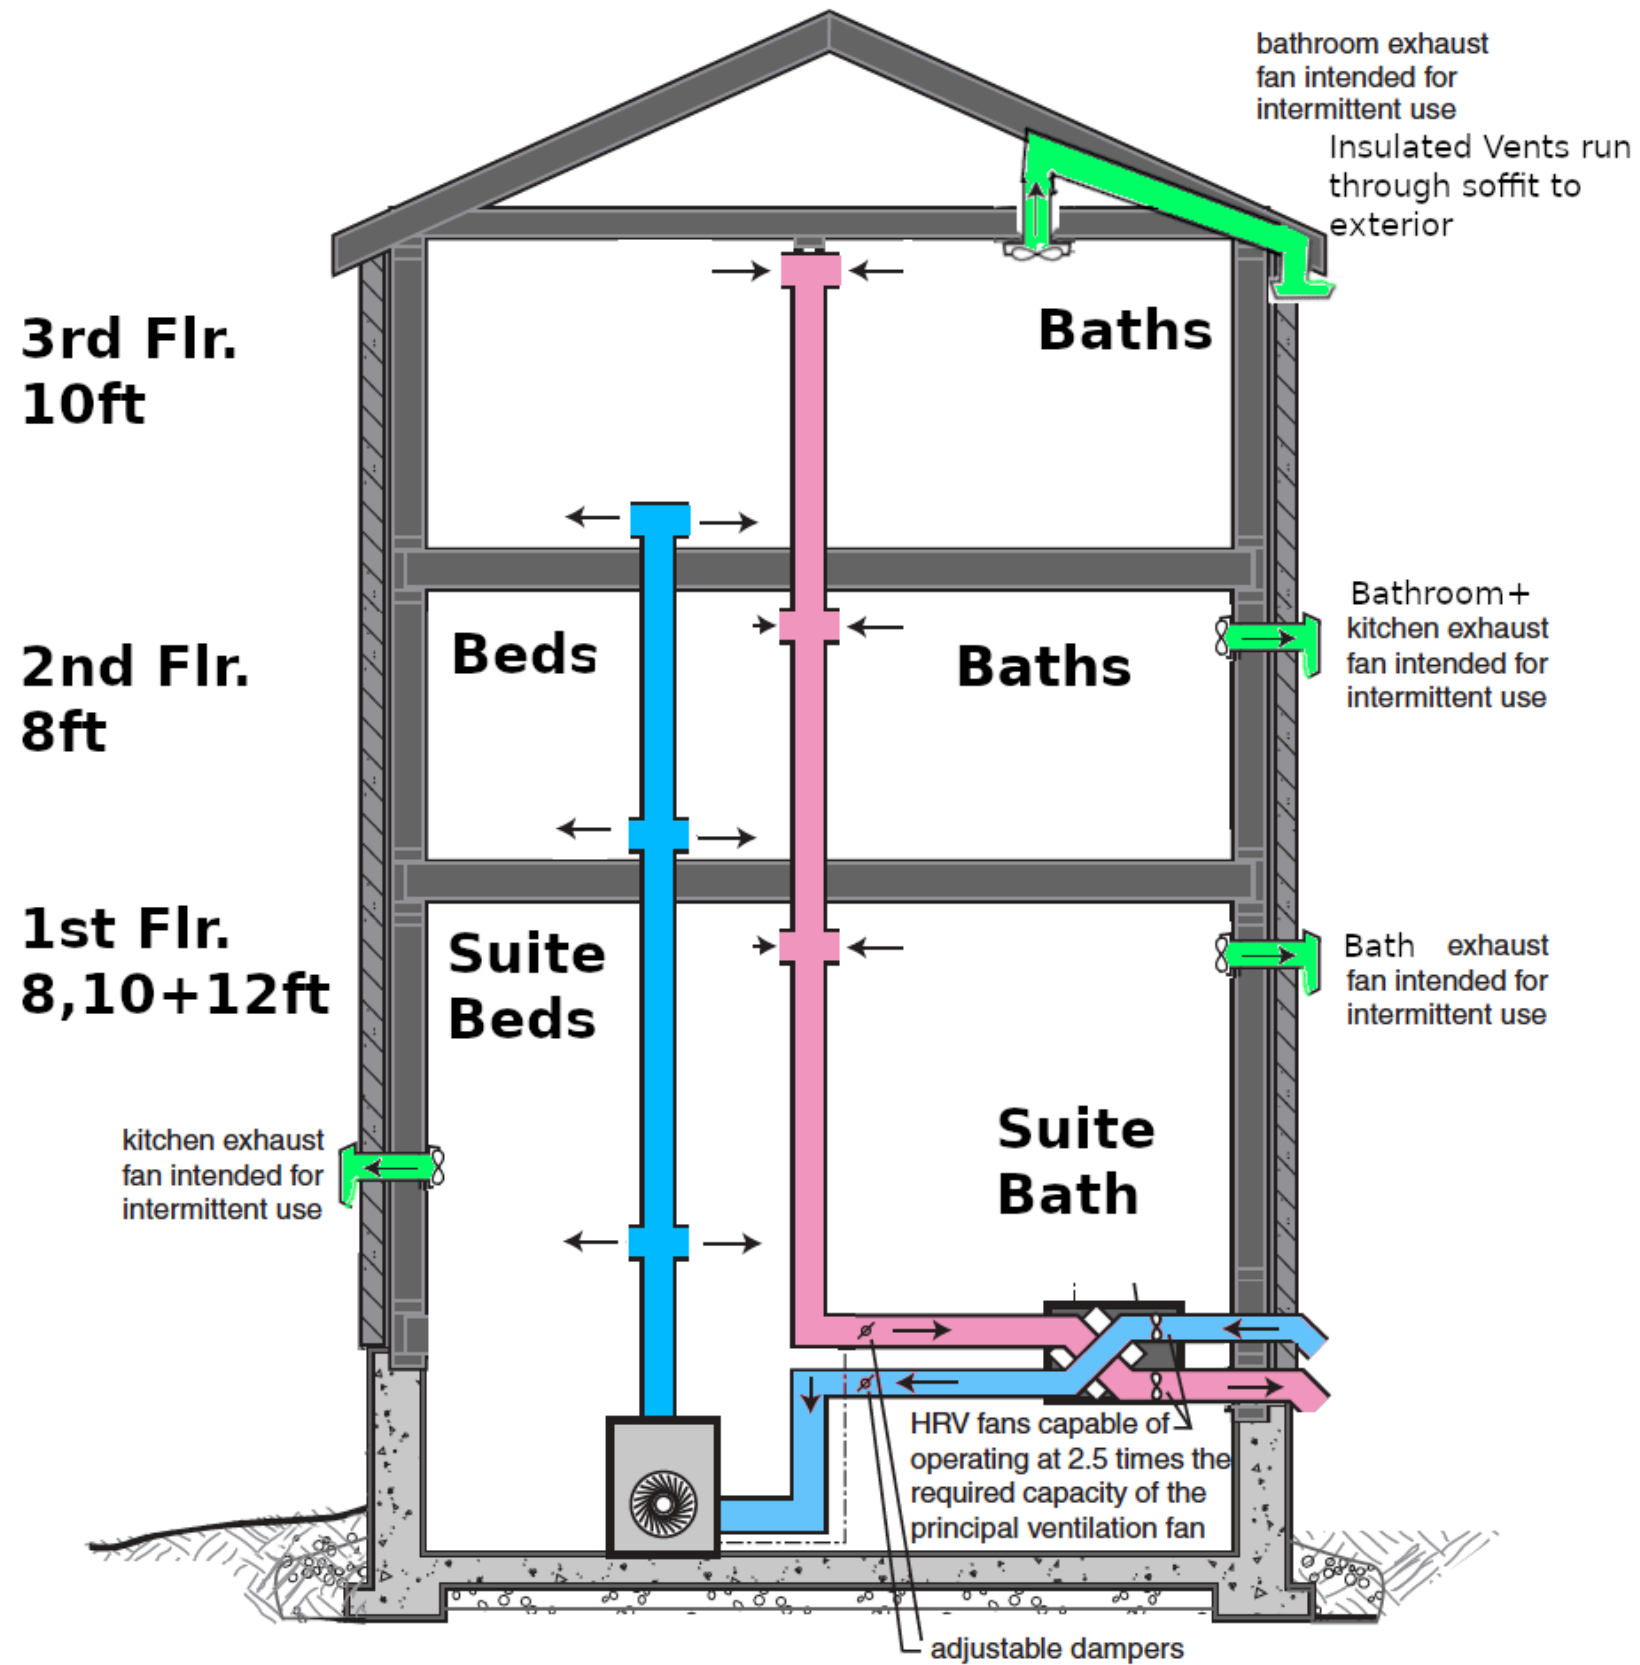 bathroom exhaust
fan intended for
intermittent use
Insulated Vents run
through soffit to
exterior
3rd Flr.
10ft
Baths
2nd Flr.
8ft
Beds
Baths
Bathroom+
kitchen exhaust
fan intended for
intermittent use
1st Flr.
8,10+12ft
Suite
Beds
Bath exhaust
fan intended for
intermittent use
kitchen exhaust
fan intended for
intermittent use
Suite
Bath
HRV fans capable of
operating at 2.5 times the
required capacity of the
principal ventilation fan
adjustable dampers